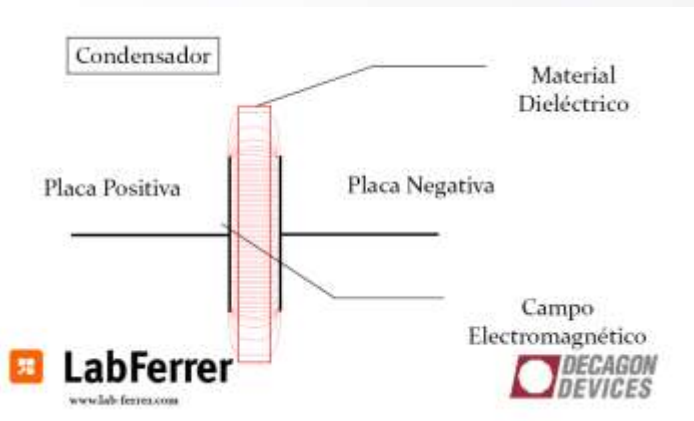 Condensador
Material
Dieléctrico
Placa Positiva
Placa Negativa
Campo
Electromagnético
LabFerrer
www.lab-ferrer.com
DECAGON
DEVICES